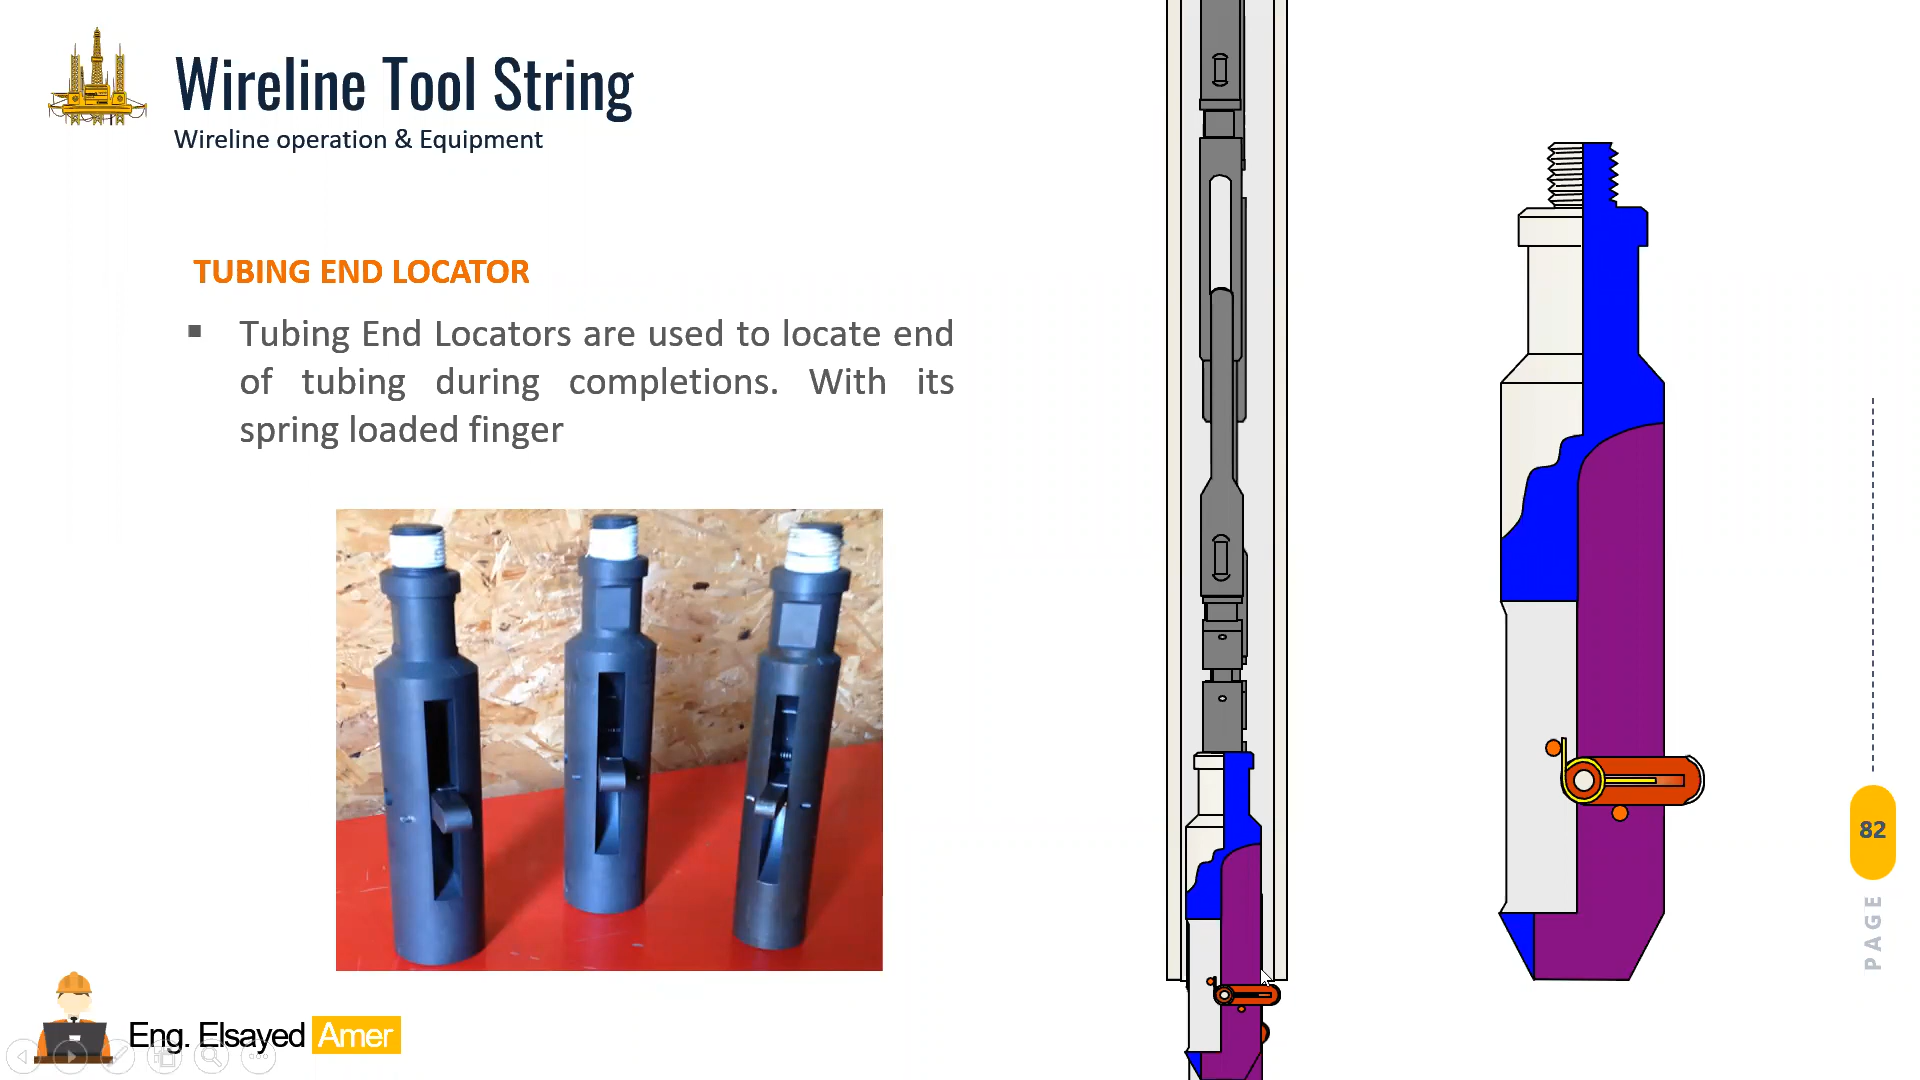 Wireline Tool String
Wireline operation & Equipment
TUBING END LOCATOR
▪ Tubing End Locators are used to locate end
of tubing during completions. With its
spring loaded finger
82
PAGE
Eng. Elsayed Amer